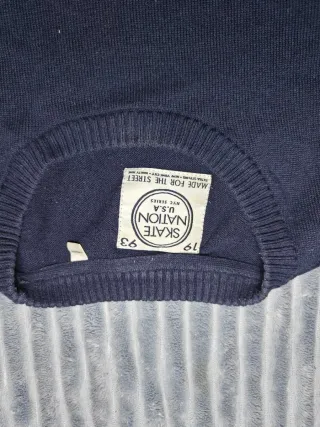 19 93
SKATE
NATION
U.S.A
NYC SERIES
MADE FOR THE STREET